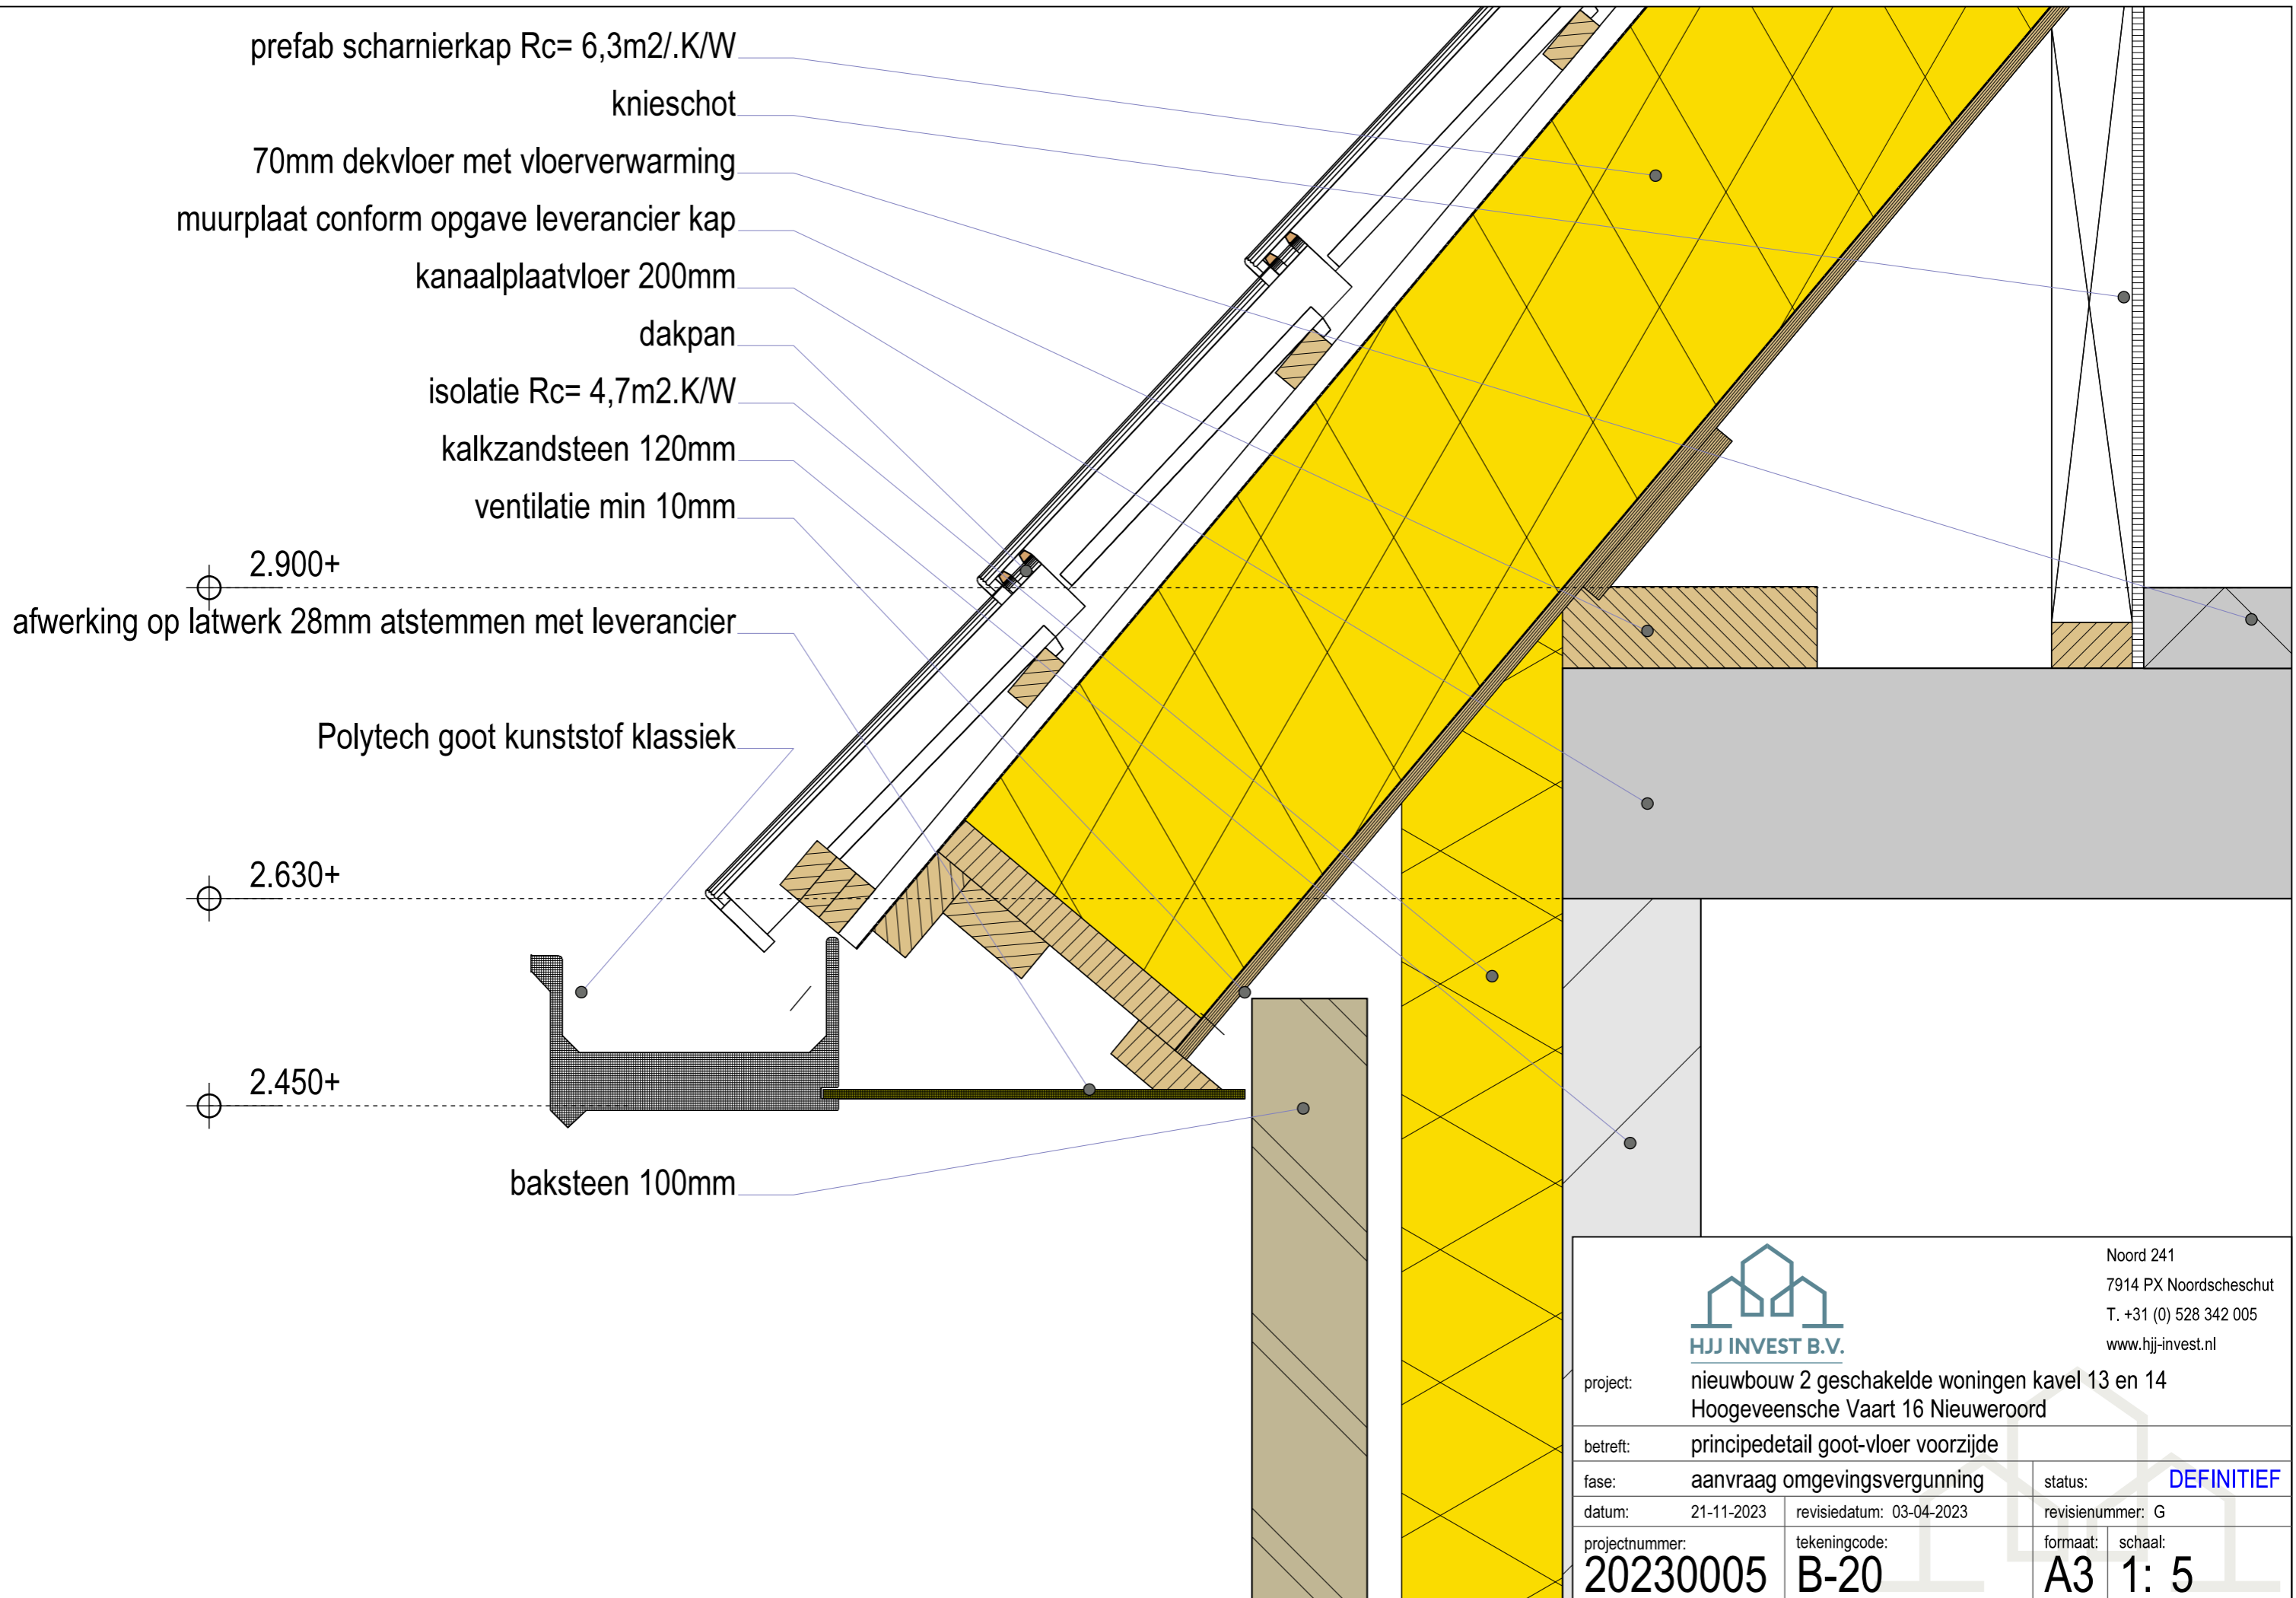 prefab scharnierkap Rc= 6,3m2/.K/W
knieschot
70mm dekvloer met vloerverwarming
muurplaat conform opgave leverancier kap
kanaalplaatvloer 200mm
dakpan
isolatie Rc= 4,7m2.K/W
kalkzandsteen 120mm
ventilatie min 10mm
2.900+
afwerking op latwerk 28mm atstemmen met leverancier
Polytech goot kunststof klassiek
2.630+
2.450+
baksteen 100mm
HJJ INVEST B.V.
Noord 241
7914 PX Noordscheschut
T. +31 (0) 528 342 005
www.hjj-invest.nl
project: nieuwbouw 2 geschakelde woningen kavel 13 en 14
Hoogeveensche Vaart 16 Nieuweroord
betreft: principedetail goot-vloer voorzijde
fase: aanvraag omgevingsvergunning status: DEFINITIEF
datum: 21-11-2023 revisiedatum: 03-04-2023 revisienummer: G
projectnummer: tekeningcode: formaat: schaal:
20230005 B-20 A3 1: 5